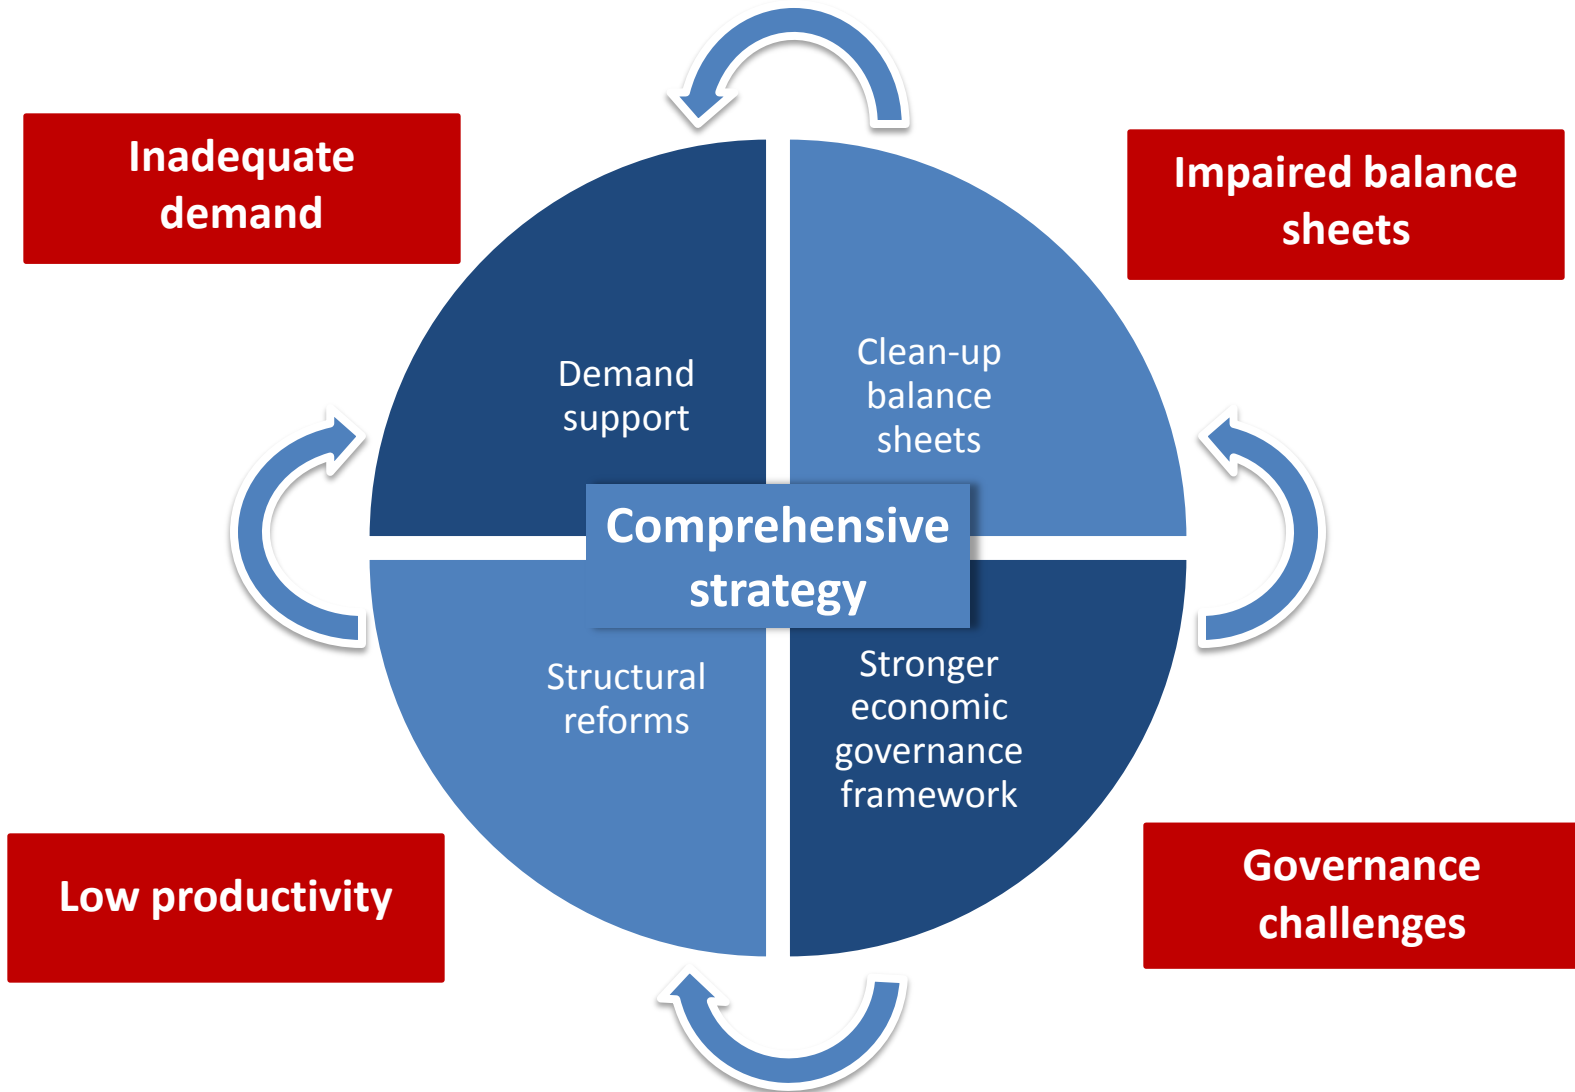 Inadequate
demand
Impaired balance
sheets
Demand
support
Clean-up
balance
sheets
Comprehensive
strategy
Structural
reforms
Stronger
economic
governance
framework
Low productivity
Governance
challenges